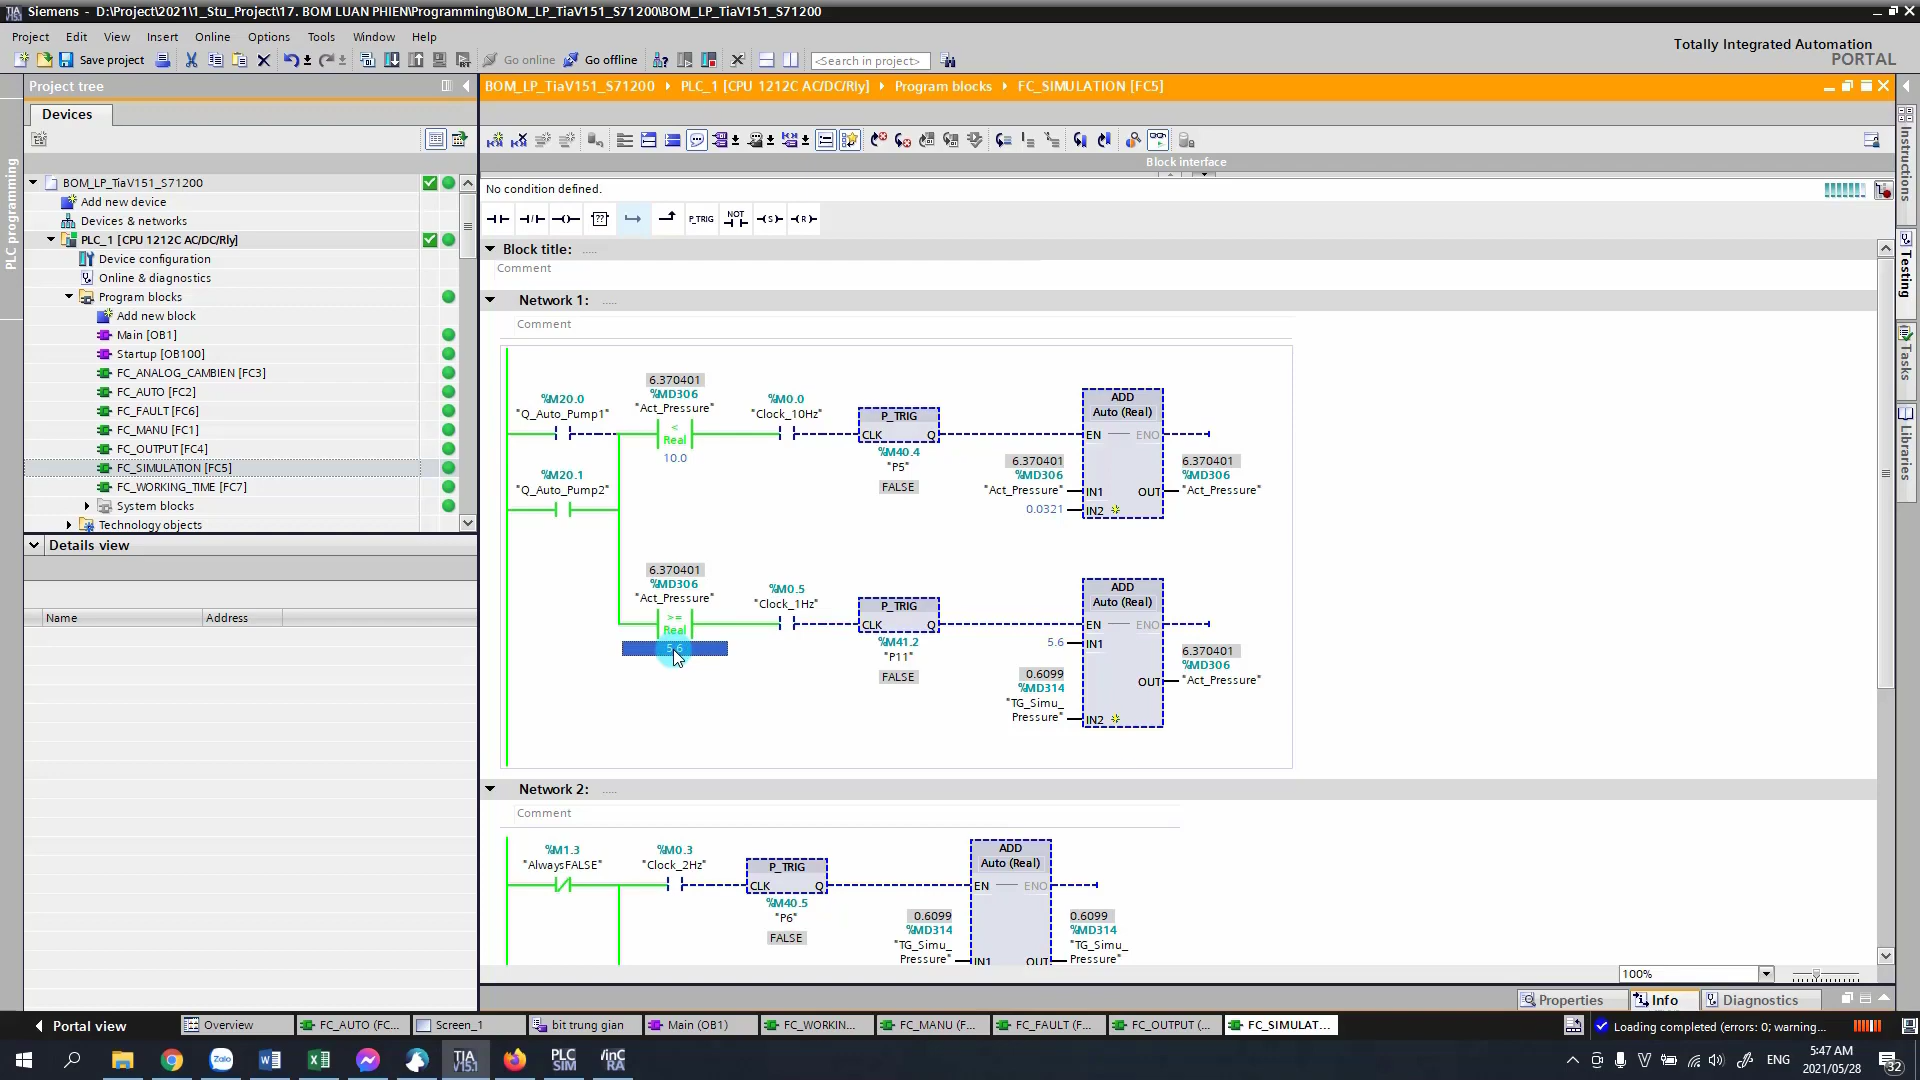 Siemens - D:\Project\2021\1_Stu_Project\17. BOM LUAN PHIEN\Programming\BOM_LP_TiaV151_S71200\BOM_LP_TiaV151_S71200
Project Edit View Insert Online Options Tools Window Help
Totally Integrated Automation
PORTAL
Save project
Go online
Go offline
<Search in project>
Project tree
BOM_LP_TiaV151_S71200 PLC_1 [CPU 1212C AC/DC/Rly] Program blocks FC_SIMULATION [FC5]
Devices
Block interface
No condition defined.
BOM_LP_TiaV151_S71200
Add new device
Devices & networks
PLC_1 [CPU 1212C AC/DC/Rly]
Device configuration
Online & diagnostics
Program blocks
Add new block
Main [OB1]
Startup [OB100]
FC_ANALOG_CAMBIEN [FC3]
FC_AUTO [FC2]
FC_FAULT [FC6]
FC_MANU [FC1]
FC_OUTPUT [FC4]
FC_SIMULATION [FC5]
FC_WORKING_TIME [FC7]
System blocks
Technology objects
Details view
Name Address
PLC programming
Instructions
Testing
Tasks
Libraries
?? P_TRIG NOT S R
Block title: .....
Comment
Network 1: .....
Comment
6.370401
%M20.0 %MD306 %M0.0
"Q_Auto_Pump1" "Act_Pressure" "Clock_10Hz"
<
Real
10.0
P_TRIG
CLK Q
%M40.4
"P5"
FALSE
ADD
Auto (Real)
EN ENO
6.370401
%MD306
"Act_Pressure" IN1
0.0321 IN2
OUT
6.370401
%MD306
"Act_Pressure"
%M20.1
"Q_Auto_Pump2"
6.370401
%MD306 %M0.5
"Act_Pressure" "Clock_1Hz"
>=
Real
5.6
P_TRIG
CLK Q
%M41.2
"P11"
FALSE
ADD
Auto (Real)
EN ENO
5.6 IN1
0.6099
%MD314
"TG_Simu_
Pressure" IN2
OUT
6.370401
%MD306
"Act_Pressure"
Network 2: .....
Comment
%M1.3 %M0.3
"AlwaysFALSE" "Clock_2Hz"
P_TRIG
CLK Q
%M40.5
"P6"
FALSE
ADD
Auto (Real)
EN ENO
0.6099
%MD314
"TG_Simu_
Pressure" IN1
OUT
0.6099
%MD314
"TG_Simu_
Pressure"
100%
Properties Info Diagnostics
Portal view Overview FC_AUTO (FC... Screen_1 bit trung gian Main (OB1) FC_WORKIN... FC_MANU (F... FC_FAULT (F... FC_OUTPUT (... FC_SIMULAT... Loading completed (errors: 0; warning...
Zalo
TIA
V15.1
PLC
SIM
ENG
5:47 AM
2021/05/28
32